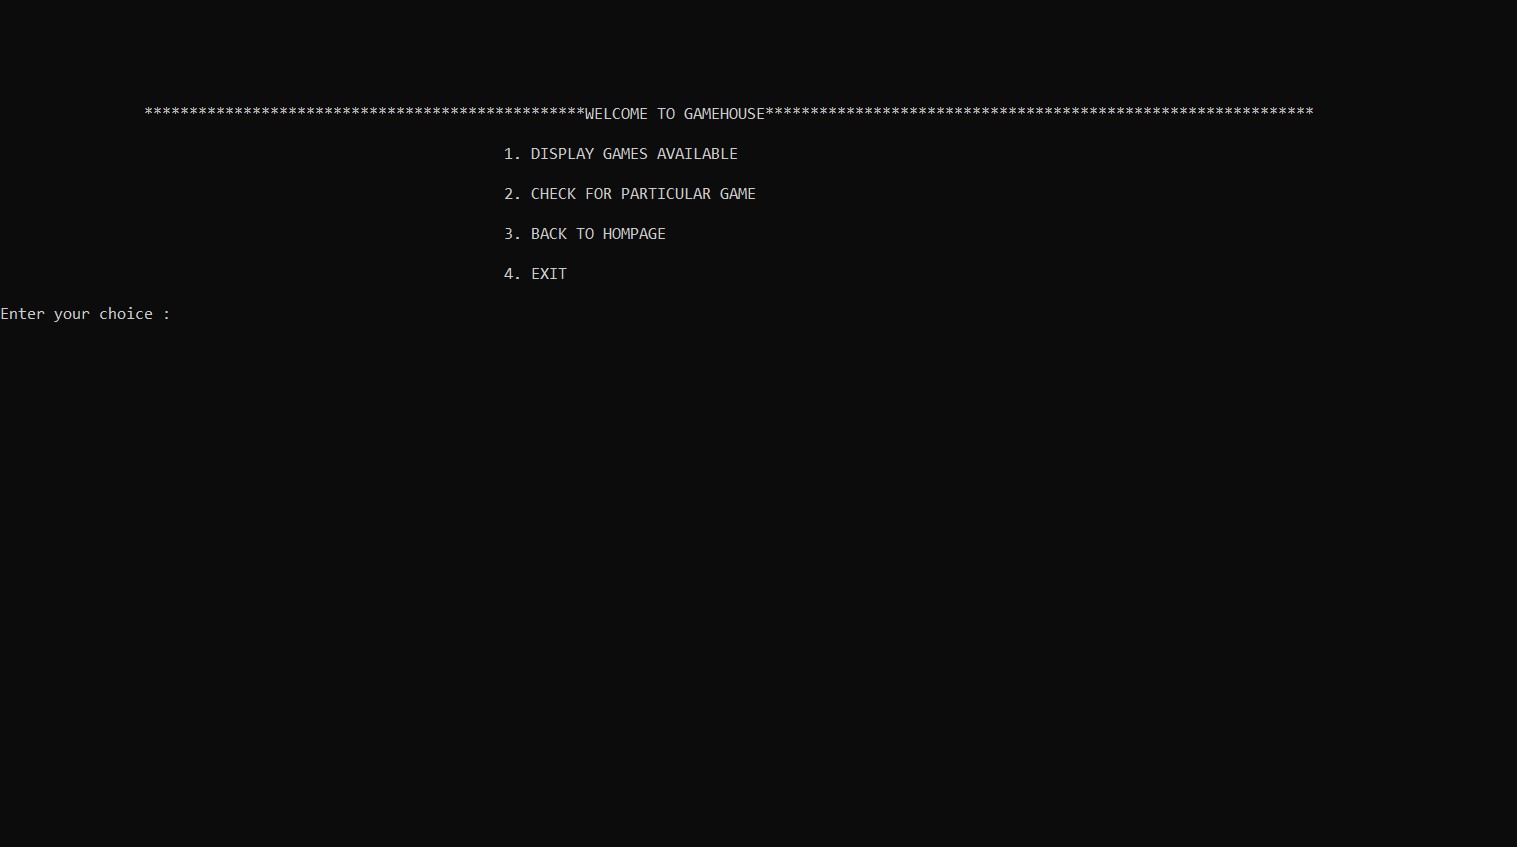 *************************************************WELCOME TO GAMEHOUSE*************************************************************
1. DISPLAY GAMES AVAILABLE
2. CHECK FOR PARTICULAR GAME
3. BACK TO HOMPAGE
4. EXIT
Enter your choice :